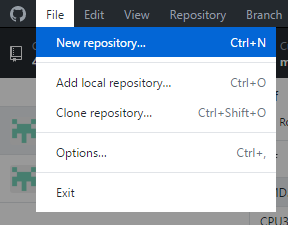 File Edit View Repository Branch
New repository... Ctrl+N
Add local repository... Ctrl+O
Clone repository... Ctrl+Shift+O
Options... Ctrl+,
Exit
CPU3